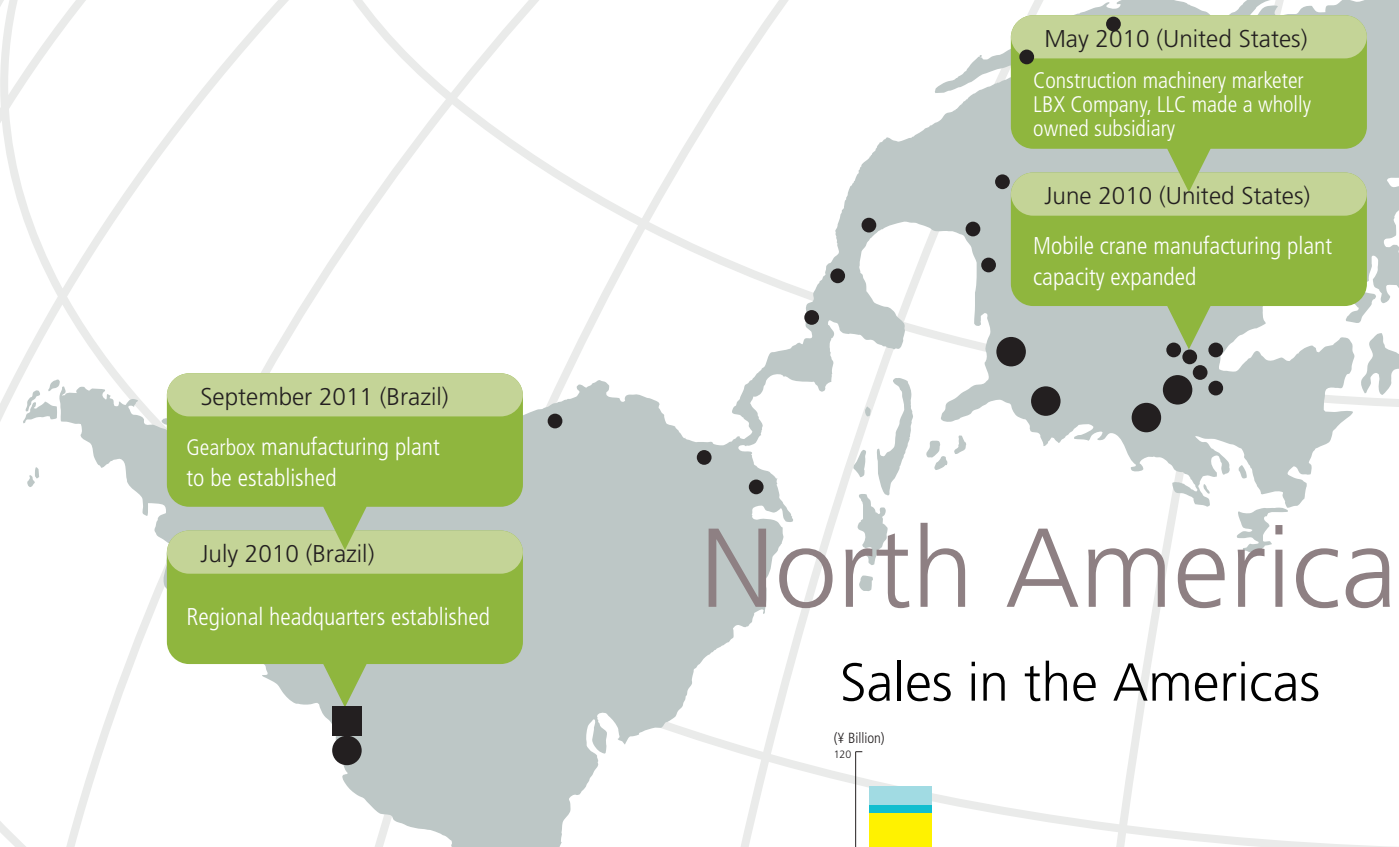 May 2010 (United States)
Construction machinery marketer
LBX Company, LLC made a wholly
owned subsidiary
June 2010 (United States)
Mobile crane manufacturing plant
capacity expanded
September 2011 (Brazil)
Gearbox manufacturing plant
to be established
July 2010 (Brazil)
Regional headquarters established
North America
Sales in the Americas
(¥ Billion)
120